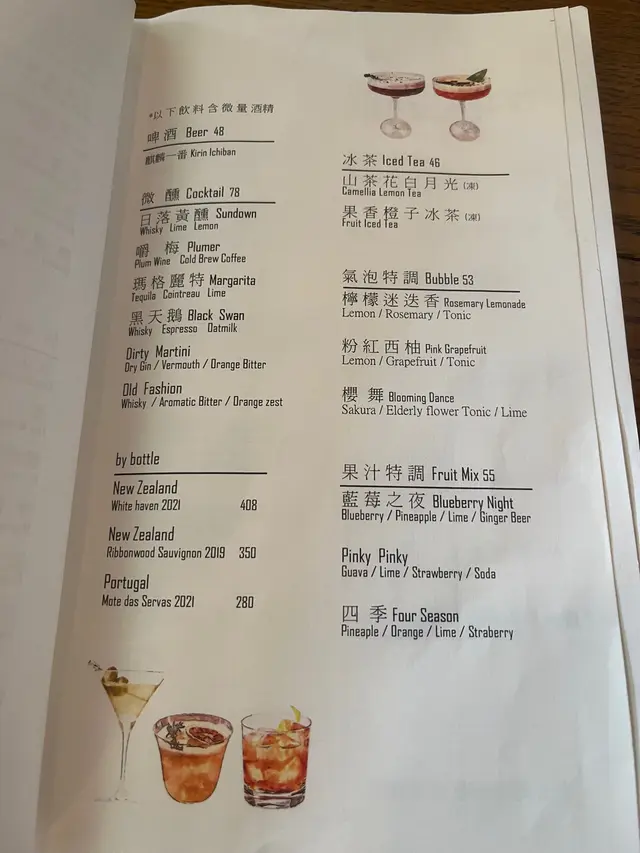 *以下飲料含微量酒精
啤酒 Beer 48
麒麟一番 Kirin Ichiban
微 醺 Cocktail 78
日落黃醺 Sundown
Whisky Lime Lemon
嚼 梅 Plumer
Plum Wine Cold Brew Coffee
瑪格麗特 Margarita
Tequila Cointreau Lime
黑天鵝 Black Swan
Whisky Espresso Oatmilk
Dirty Martini
Dry Gin / Vermouth / Orange Bitter
Old Fashion
Whisky / Aromatic Bitter / Orange zest
by bottle
New Zealand
White haven 2021 408
New Zealand
Ribbonwood Sauvignon 2019 350
Portugal
Mote das Servas 2021 280
冰茶 Iced Tea 46
山茶花白月光 (凍)
Camellia Lemon Tea
果香橙子冰茶 (凍)
Fruit Iced Tea
氣泡特調 Bubble 53
檸檬迷迭香 Rosemary Lemonade
Lemon / Rosemary / Tonic
粉紅西柚 Pink Grapefruit
Lemon / Grapefruit / Tonic
櫻 舞 Blooming Dance
Sakura / Elderly flower Tonic / Lime
果汁特調 Fruit Mix 55
藍莓之夜 Blueberry Night
Blueberry / Pineapple / Lime / Ginger Beer
Pinky Pinky
Guava / Lime / Strawberry / Soda
四 季 Four Season
Pineaple / Orange / Lime / Straberry